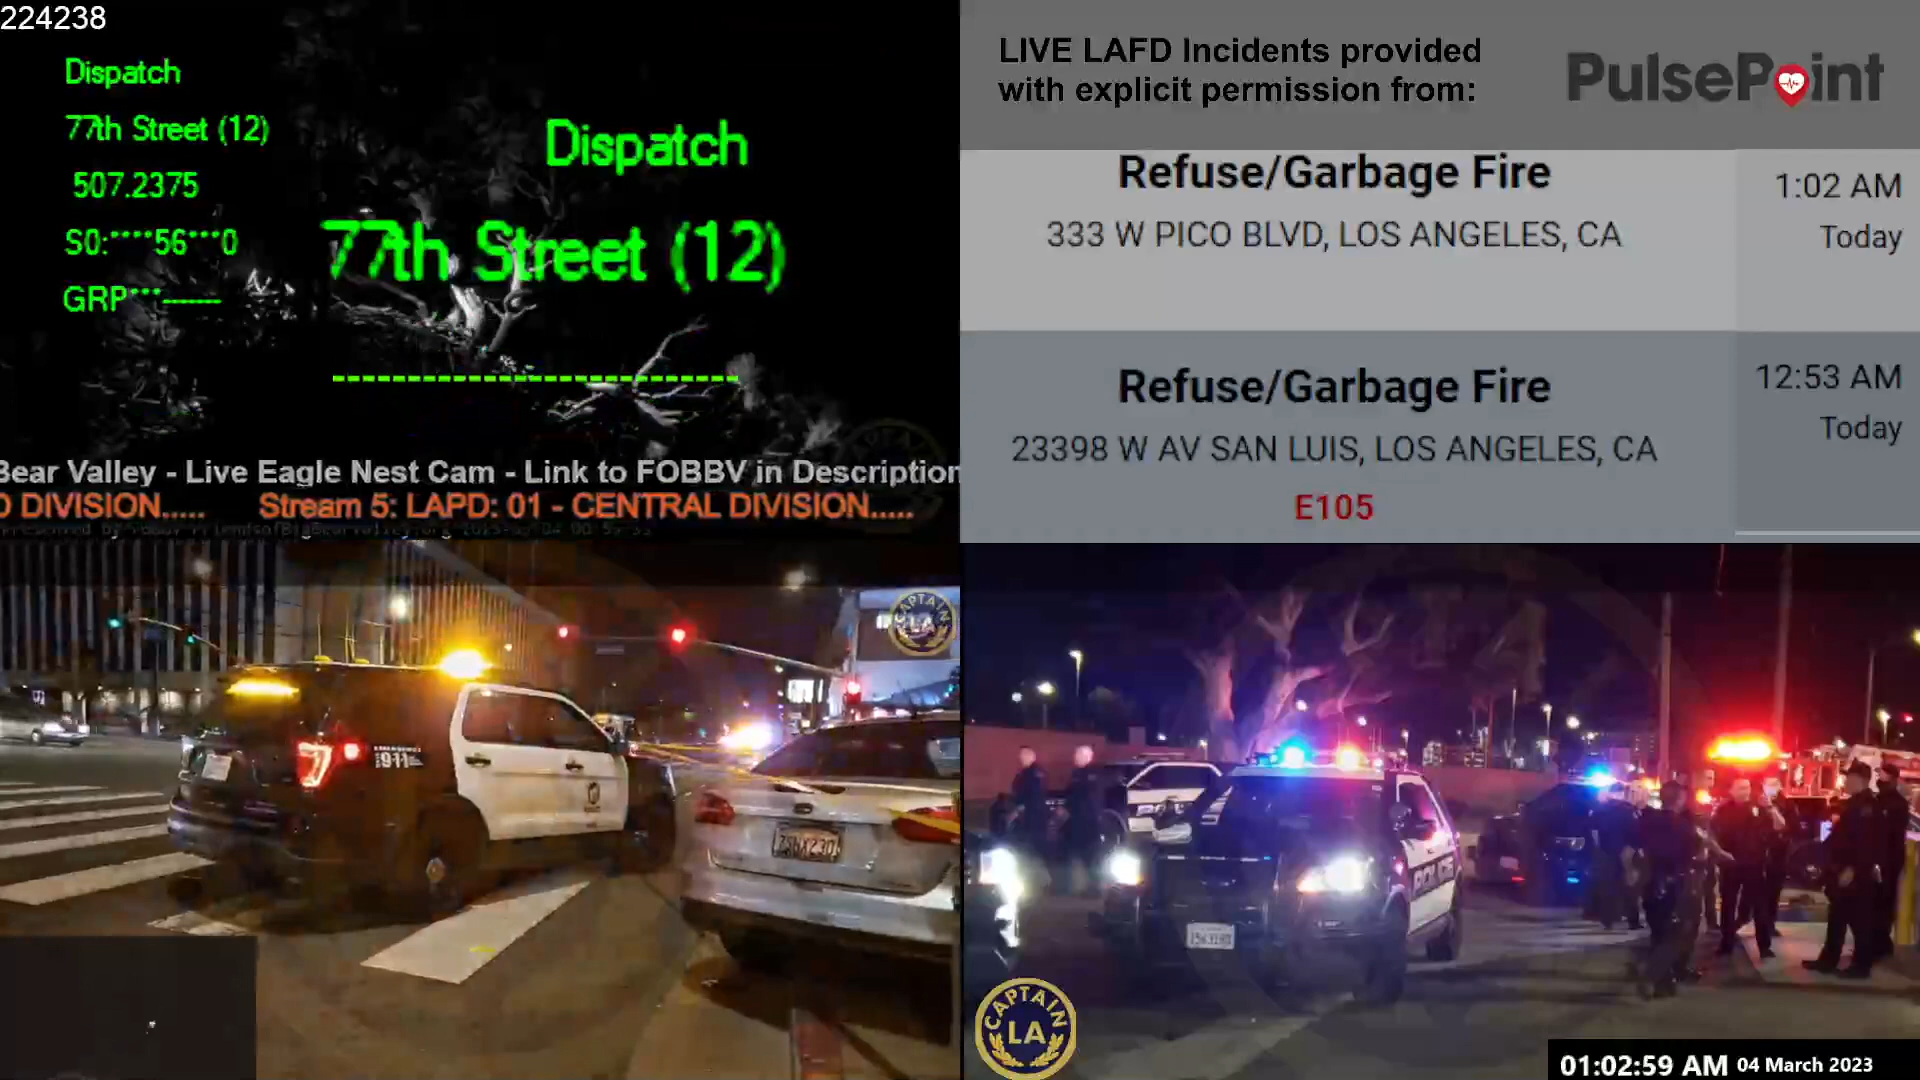 224238
Dispatch
77th Street (12)
507.2375
S0:****56***0
GRP***-------
Dispatch
77th Street (12)
Bear Valley - Live Eagle Nest Cam - Link to FOBBV in Description
D DIVISION..... Stream 5: LAPD: 01 - CENTRAL DIVISION.....
LIVE LAFD Incidents provided
with explicit permission from:
PulsePoint
Refuse/Garbage Fire
1:02 AM
333 W PICO BLVD, LOS ANGELES, CA
Today
Refuse/Garbage Fire
12:53 AM
23398 W AV SAN LUIS, LOS ANGELES, CA
Today
E105
CAPTAIN
LA
911
POLICE
CAPTAIN
LA
01:02:59 AM 04 March 2023